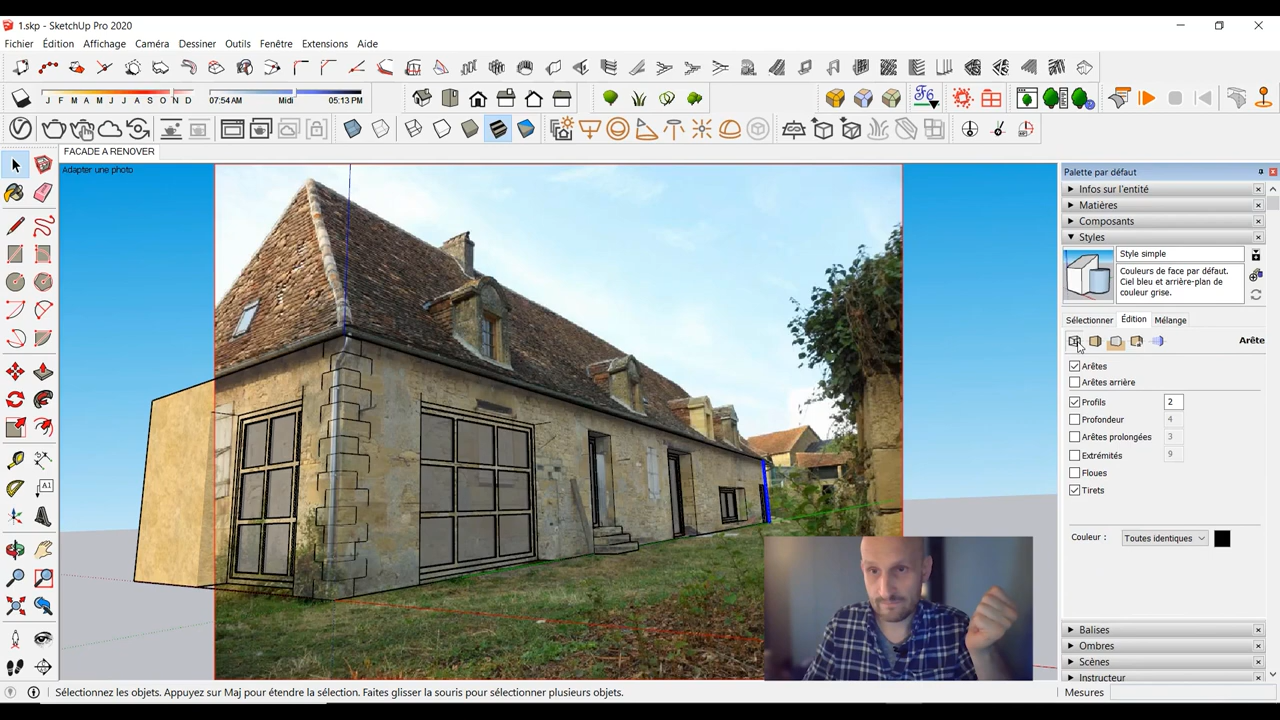 1.skp - SketchUp Pro 2020
Fichier Édition Affichage Caméra Dessiner Outils Fenêtre Extensions Aide
J F M A M J J A S O N D 07:54 AM Midi 05:13 PM
FACADE A RENOVER
Adapter une photo
A1
Palette par défaut
Infos sur l'entité
Matières
Composants
Styles
Style simple
Couleurs de face par défaut.
Ciel bleu et arrière-plan de
couleur grise.
Sélectionner Édition Mélange
Arête
Arêtes
Arêtes arrière
Profils 2
Profondeur 4
Arêtes prolongées 3
Extrémités 9
Floues
Tirets
Couleur : Toutes identiques
Balises
Ombres
Scènes
Instructeur
Sélectionnez les objets. Appuyez sur Maj pour étendre la sélection. Faites glisser la souris pour sélectionner plusieurs objets.
Mesures